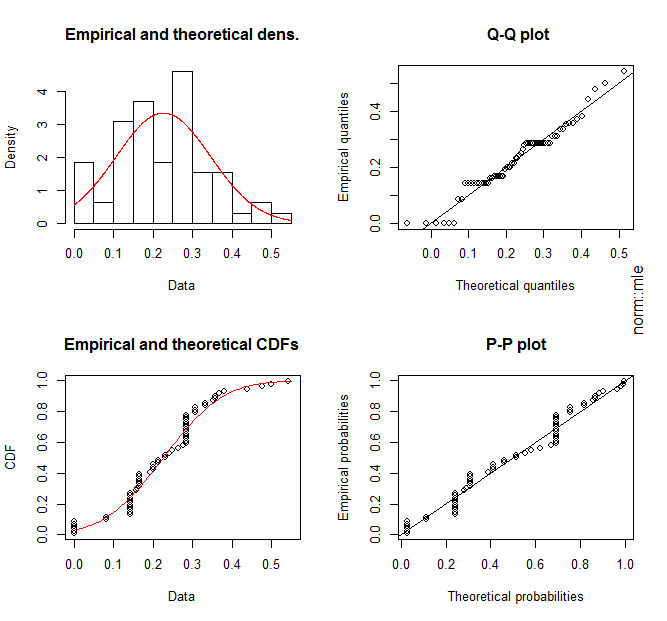 Empirical and theoretical dens.
Density
0 1 2 3 4
0.0 0.1 0.2 0.3 0.4 0.5
Data
Q-Q plot
Empirical quantiles
0.0 0.2 0.4
0.0 0.1 0.2 0.3 0.4 0.5
Theoretical quantiles
norm::mle
Empirical and theoretical CDFs
CDF
0.0 0.2 0.4 0.6 0.8 1.0
0.0 0.1 0.2 0.3 0.4 0.5
Data
P-P plot
Empirical probabilities
0.0 0.2 0.4 0.6 0.8 1.0
0.0 0.2 0.4 0.6 0.8 1.0
Theoretical probabilities